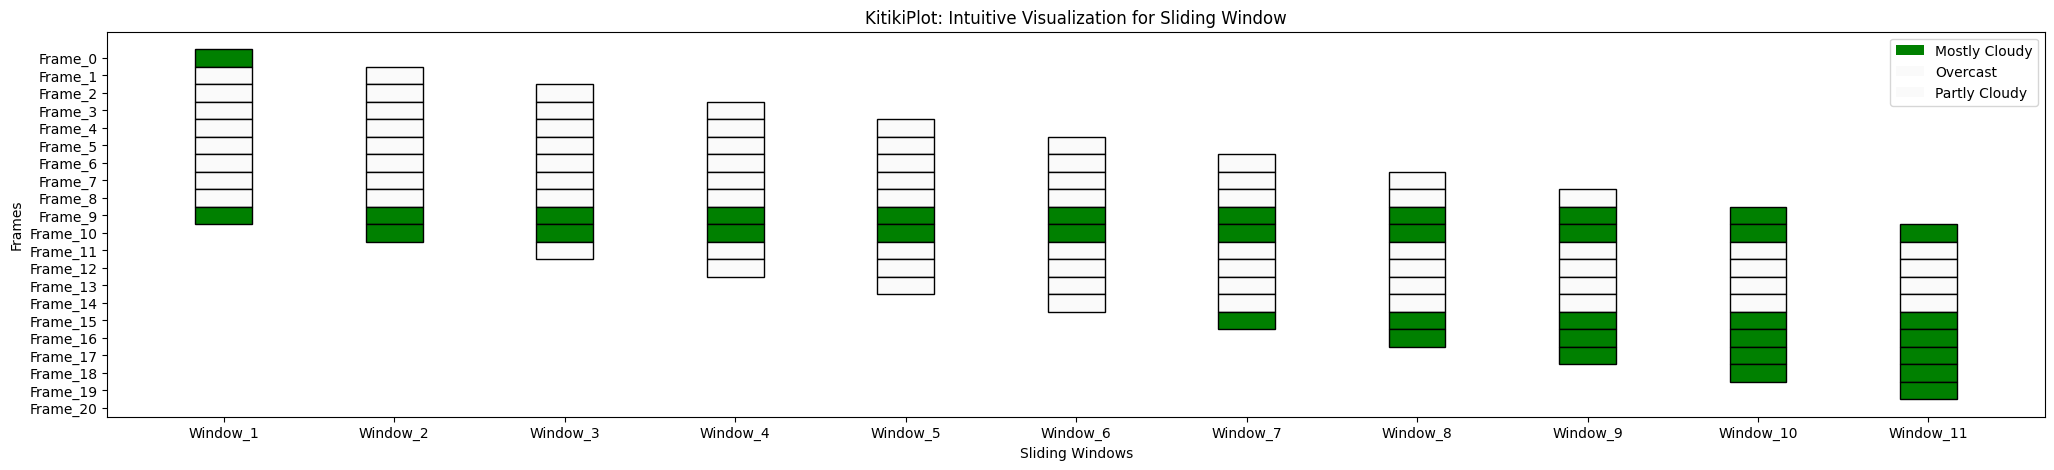 KitikiPlot: Intuitive Visualization for Sliding Window
Mostly Cloudy
Overcast
Partly Cloudy
Frames
Frame_0
Frame_1
Frame_2
Frame_3
Frame_4
Frame_5
Frame_6
Frame_7
Frame_8
Frame_9
Frame_10
Frame_11
Frame_12
Frame_13
Frame_14
Frame_15
Frame_16
Frame_17
Frame_18
Frame_19
Frame_20
Window_1 Window_2 Window_3 Window_4 Window_5 Window_6 Window_7 Window_8 Window_9 Window_10 Window_11
Sliding Windows